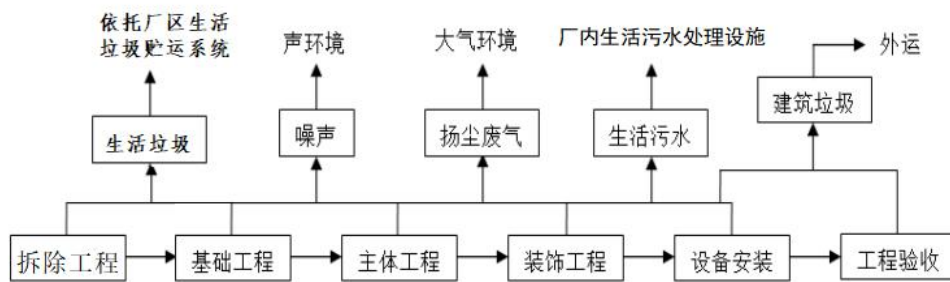 依托厂区生活
垃圾贮运系统
声环境
大气环境
厂内生活污水处理设施
外运
生活垃圾
噪声
扬尘废气
生活污水
建筑垃圾
拆除工程
基础工程
主体工程
装饰工程
设备安装
工程验收